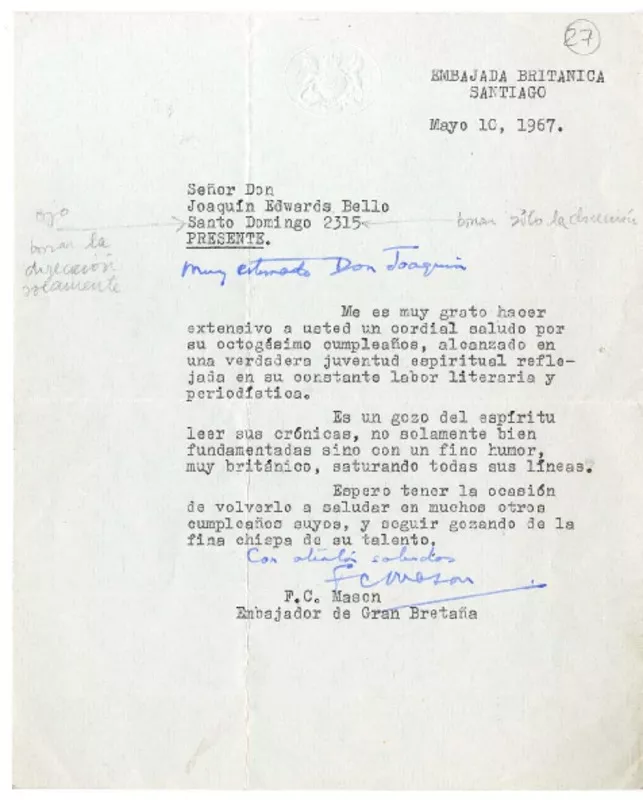 27
EMBAJADA BRITANICA
SANTIAGO
Mayo 10, 1967.
Señor Don
Joaquín Edwards Bello
Santo Domingo 2315
PRESENTE.
ojo
borrar la
dirección
solamente
borrar sólo la dirección
Muy estimado Don Joaquín
Me es muy grato hacer
extensivo a usted un cordial saludo por
su octogésimo cumpleaños, alcanzado en
una verdadera juventud espiritual refle-
jada en su constante labor literaria y
periodística.
Es un gozo del espíritu
leer sus crónicas, no solamente bien
fundamentadas sino con un fino humor,
muy británico, saturando todas sus líneas.
Espero tener la ocasión
de volverlo a saludar en muchos otros
cumpleaños suyos, y seguir gozando de la
fina chispa de su talento.
Con saludos
F C Mason
F.C. Mason
Embajador de Gran Bretaña